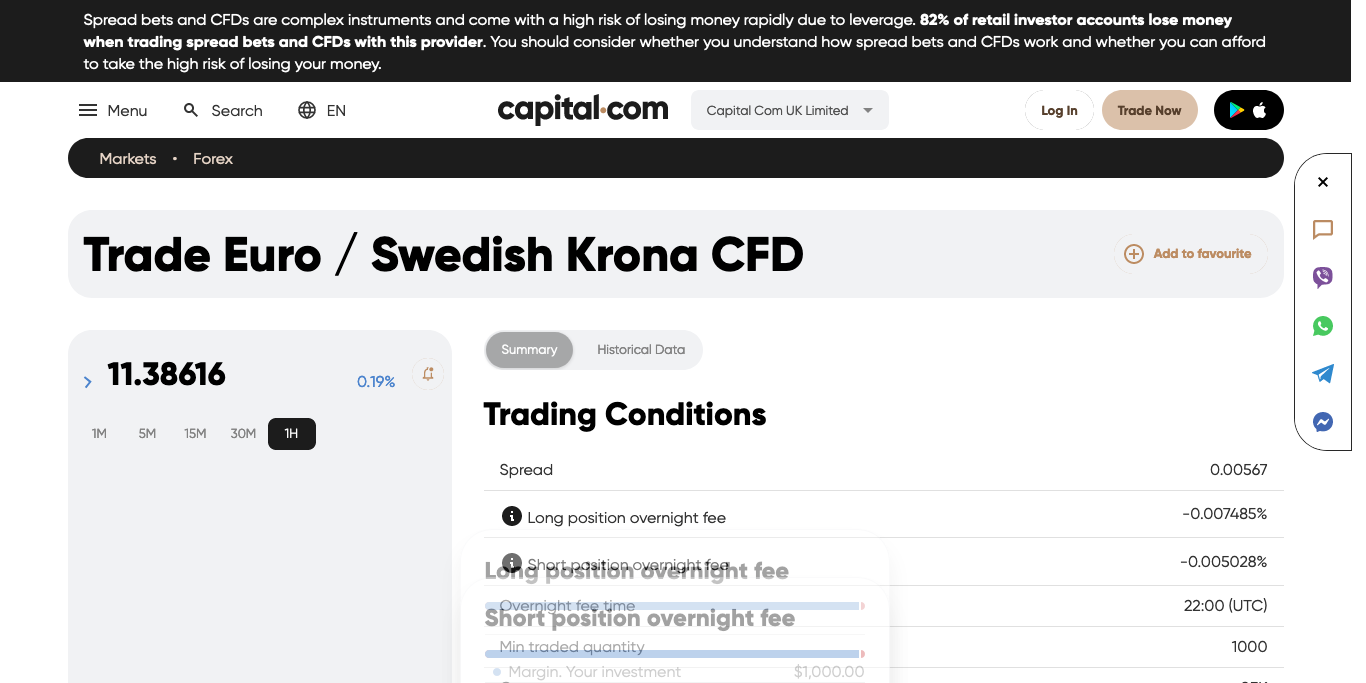 Spread bets and CFDs are complex instruments and come with a high risk of losing money rapidly due to leverage. 82% of retail investor accounts lose money
when trading spread bets and CFDs with this provider. You should consider whether you understand how spread bets and CFDs work and whether you can afford
to take the high risk of losing your money.
Menu
Search
EN
capital.com
Capital Com UK Limited
Log In
Trade Now
Markets • Forex
Trade Euro / Swedish Krona CFD
Add to favourite
11.38616
0.19%
1M 5M 15M 30M 1H
Summary
Historical Data
Trading Conditions
Spread 0.00567
Long position overnight fee -0.007485%
Short position overnight fee -0.005028%
Long position overnight fee
Overnight fee time 22:00 (UTC)
Short position overnight fee
Min traded quantity 1000
Margin. Your investment $1,000.00